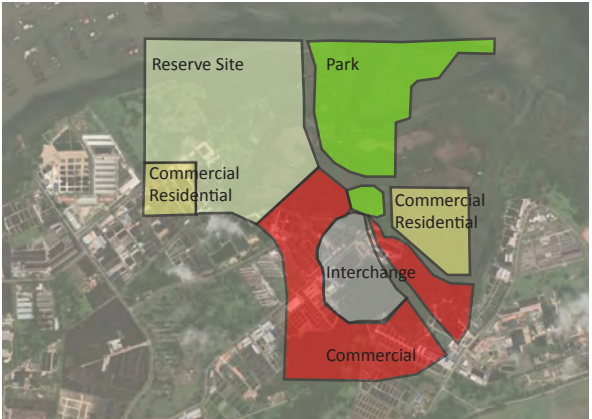 Reserve Site
Park
Commercial
Residential
Commercial
Residential
Interchange
Commercial